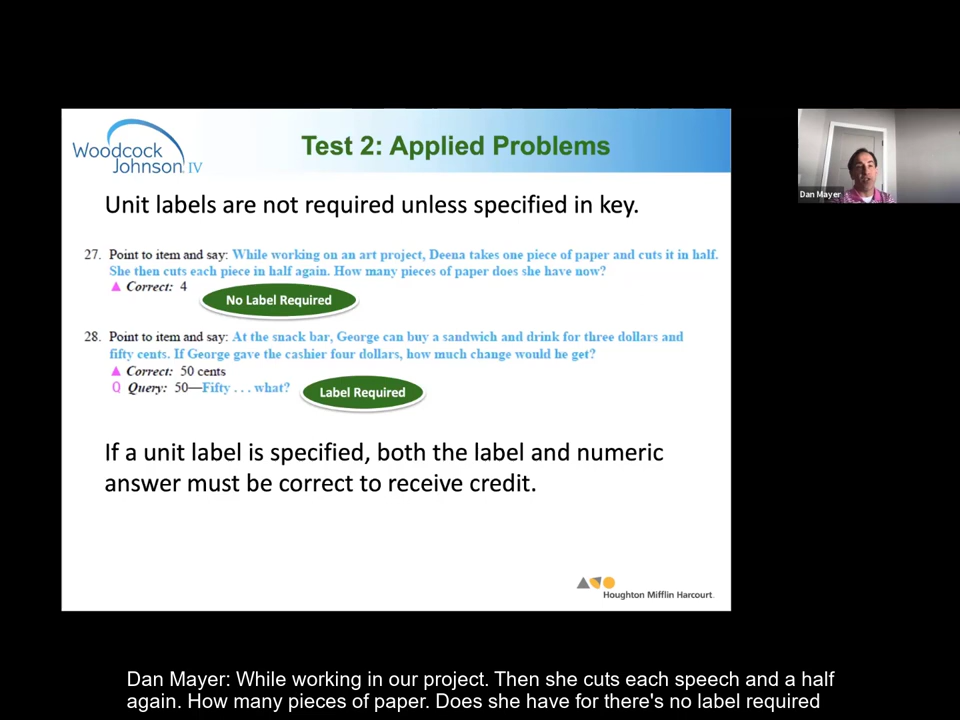 Woodcock
Johnson IV
Test 2: Applied Problems
Dan Mayer
Unit labels are not required unless specified in key.
27. Point to item and say: While working on an art project, Deena takes one piece of paper and cuts it in half.
She then cuts each piece in half again. How many pieces of paper does she have now?
▲ Correct: 4
No Label Required
28. Point to item and say: At the snack bar, George can buy a sandwich and drink for three dollars and
fifty cents. If George gave the cashier four dollars, how much change would he get?
▲ Correct: 50 cents
Q Query: 50—Fifty . . . what?
Label Required
If a unit label is specified, both the label and numeric
answer must be correct to receive credit.
Houghton Mifflin Harcourt
Dan Mayer: While working in our project. Then she cuts each speech and a half
again. How many pieces of paper. Does she have for there's no label required